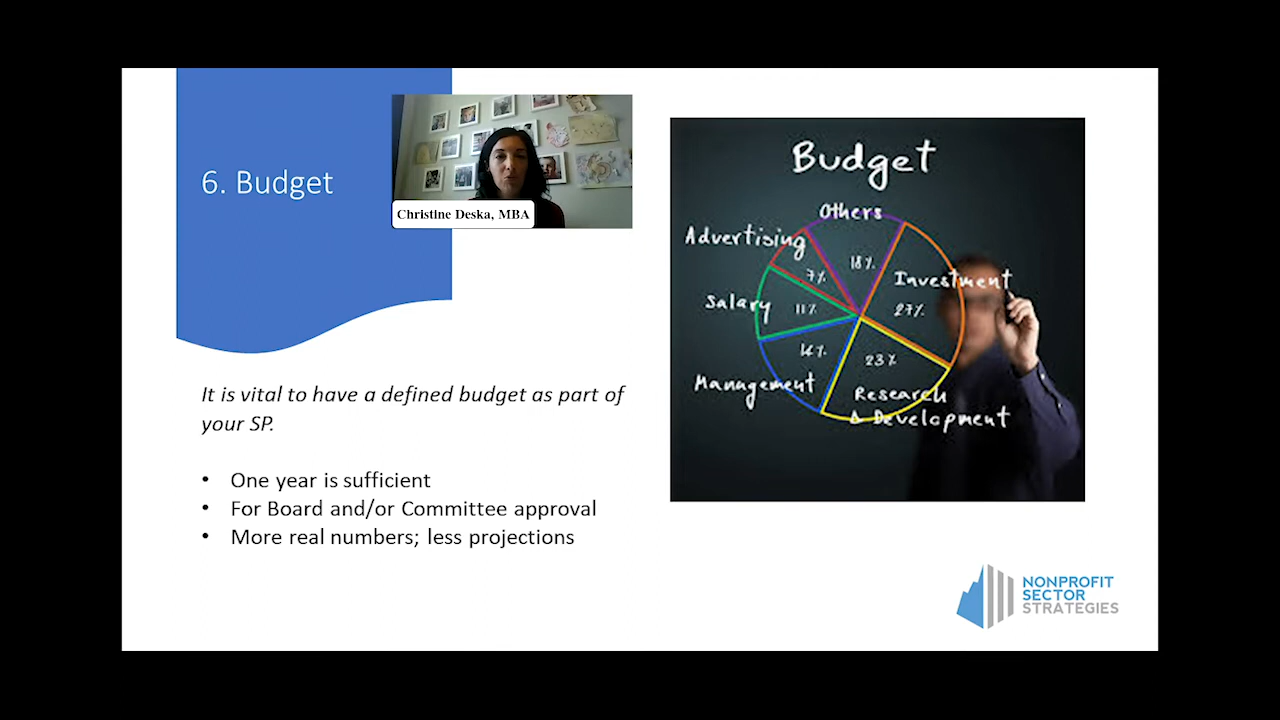 6. Budget
Christine Deska, MBA
It is vital to have a defined budget as part of
your SP.
• One year is sufficient
• For Board and/or Committee approval
• More real numbers; less projections
Budget
Others
Advertising
18%
7%
Investment
Salary
11%
27%
16%
23%
Management
Research
& Development
NONPROFIT
SECTOR
STRATEGIES